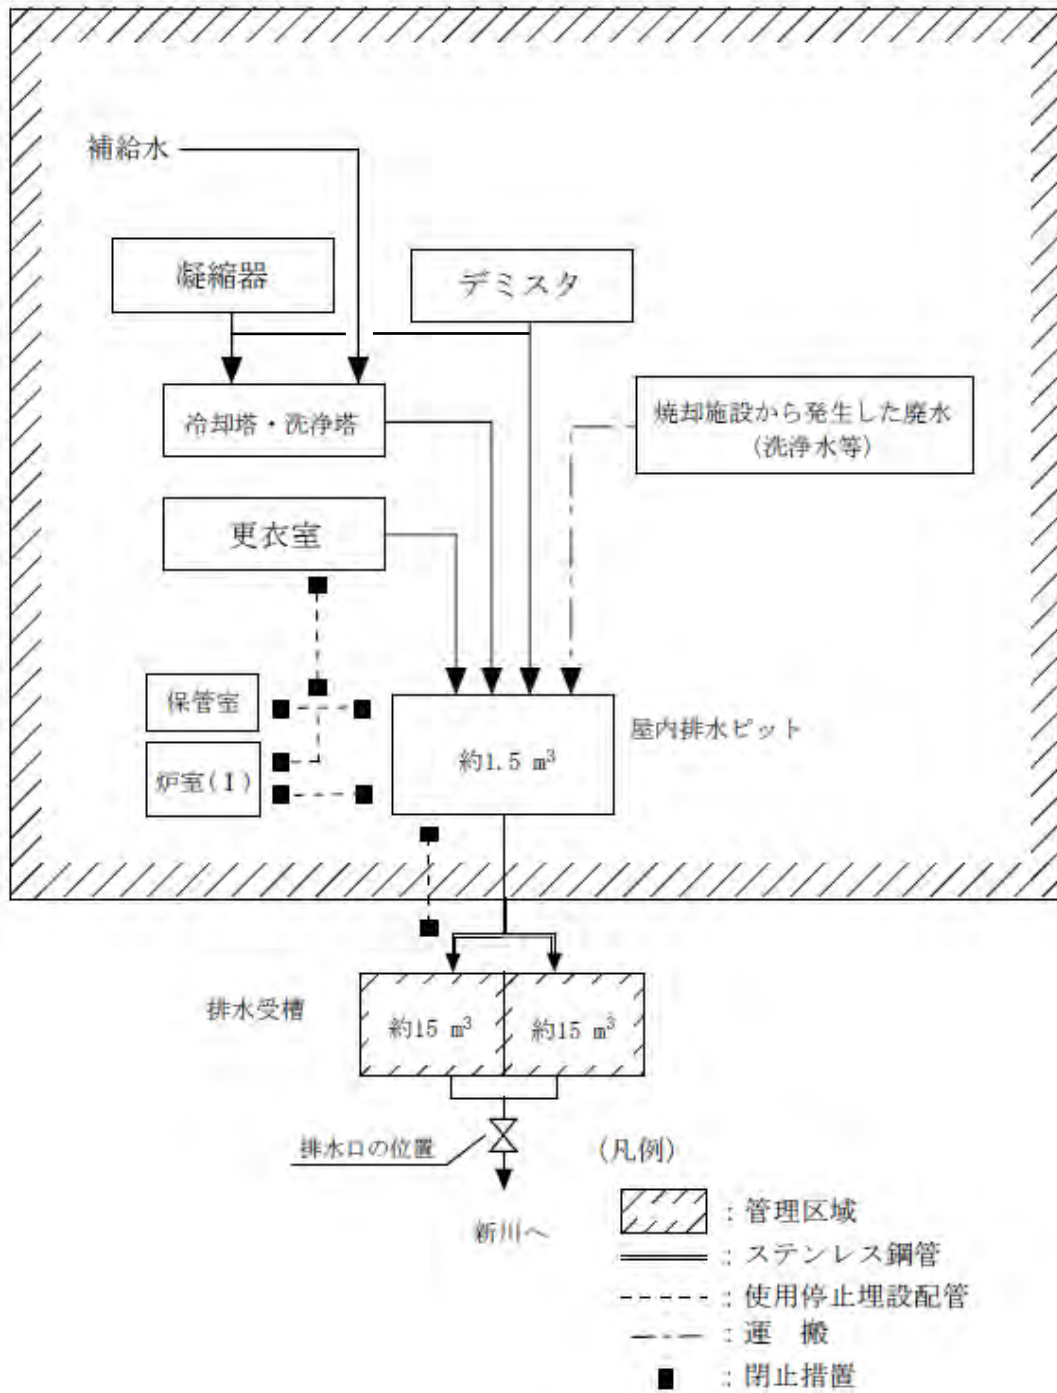 補給水
凝縮器
デミスタ
冷却塔・洗浄塔
焼却施設から発生した廃水
(洗浄水等)
更衣室
保管室
炉室(1)
約1.5 m³
屋内排水ピット
排水受槽
約15 m³
約15 m³
排水口の位置
新川へ
(凡例)
：管理区域
：ステンレス鋼管
：使用停止埋設配管
：運　搬
：閉止措置